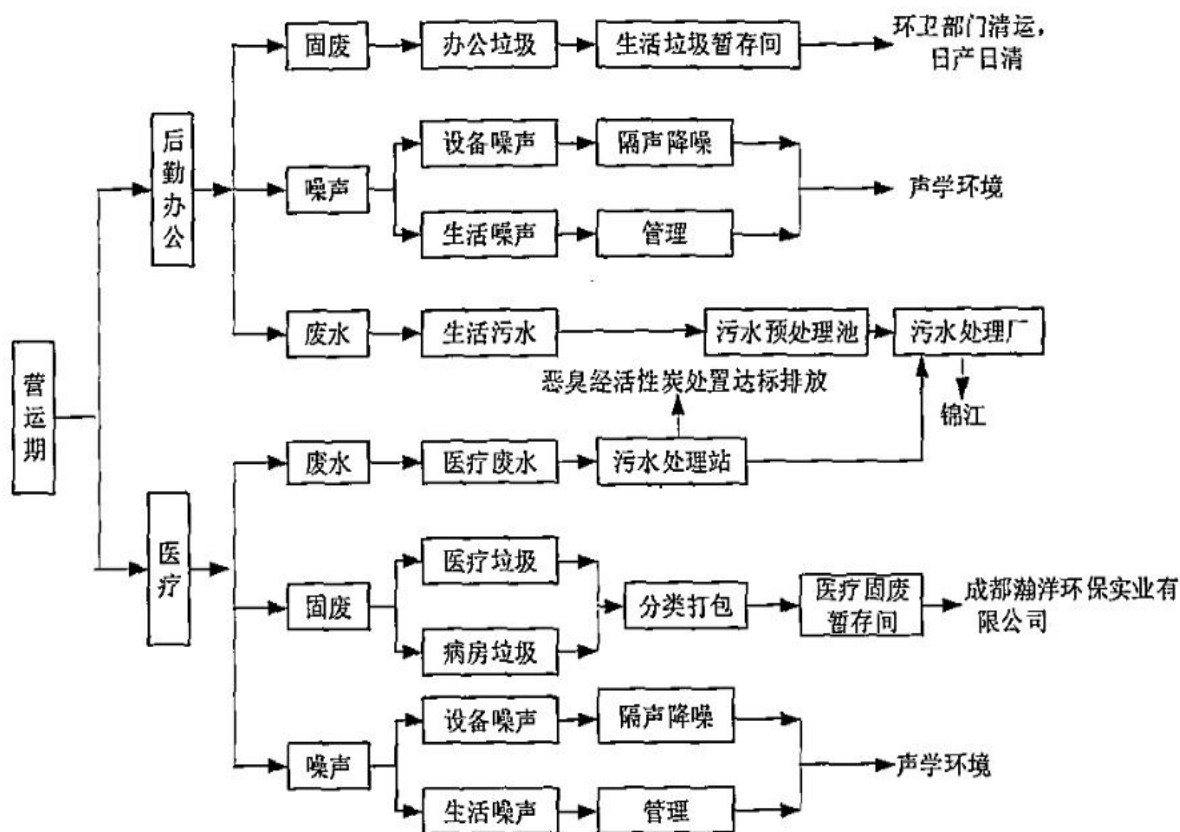 固废
办公垃圾
生活垃圾暂存间
环卫部门清运，
日产日清
后勤办公
噪声
设备噪声
隔声降噪
生活噪声
管理
声学环境
废水
生活污水
污水预处理池
污水处理厂
锦江
营运期
恶臭经活性炭处置达标排放
废水
医疗废水
污水处理站
医疗
固废
医疗垃圾
病房垃圾
分类打包
医疗固废
暂存间
成都瀚洋环保实业有
限公司
噪声
设备噪声
隔声降噪
生活噪声
管理
声学环境